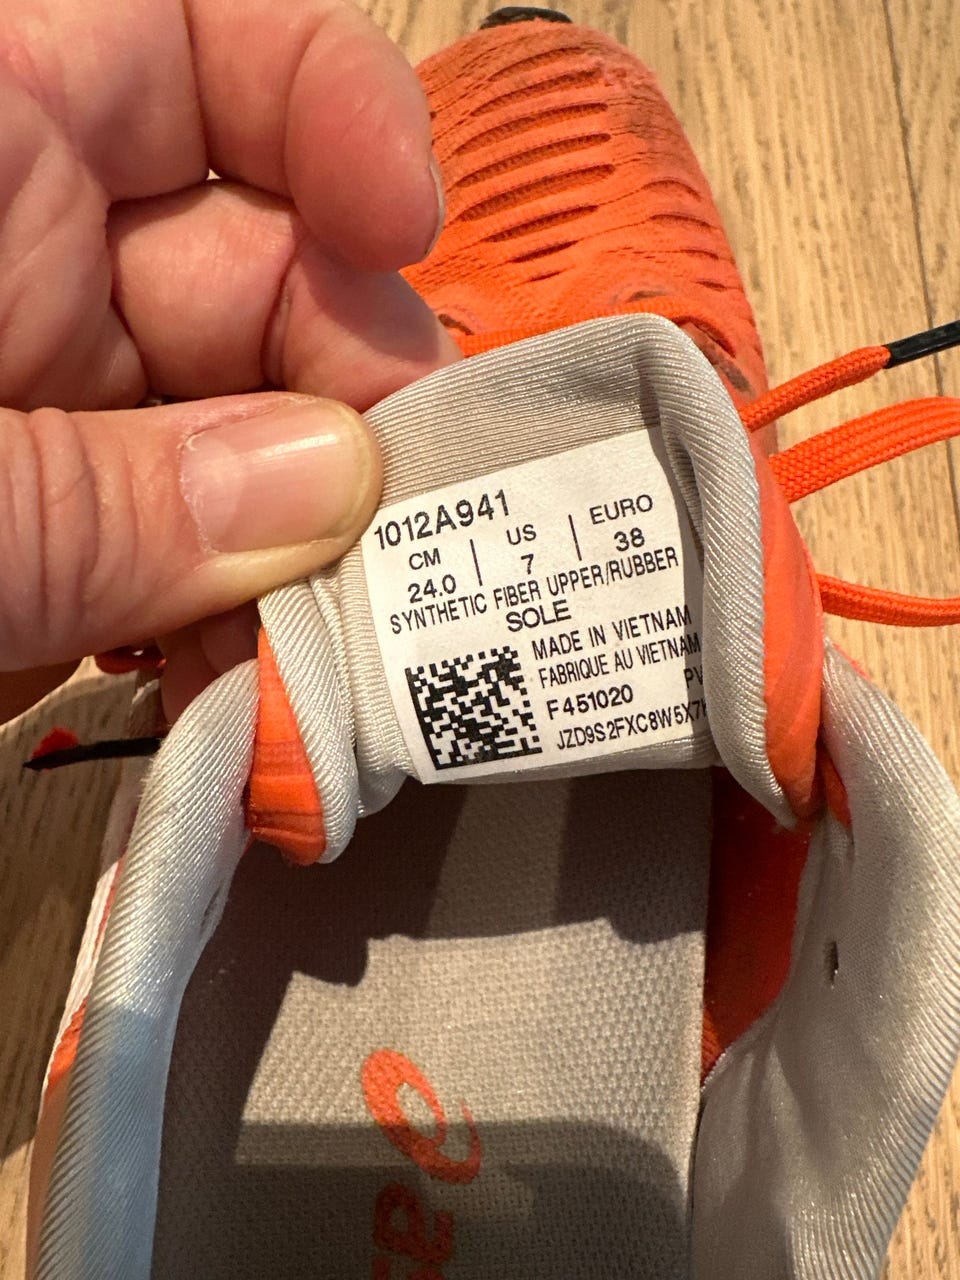 1012A941
CM | US | EURO
24.0 | 7 | 38
SYNTHETIC FIBER UPPER/RUBBER
SOLE
MADE IN VIETNAM
FABRIQUE AU VIETNAM
F451020
JZD9S2FXC8W5X7